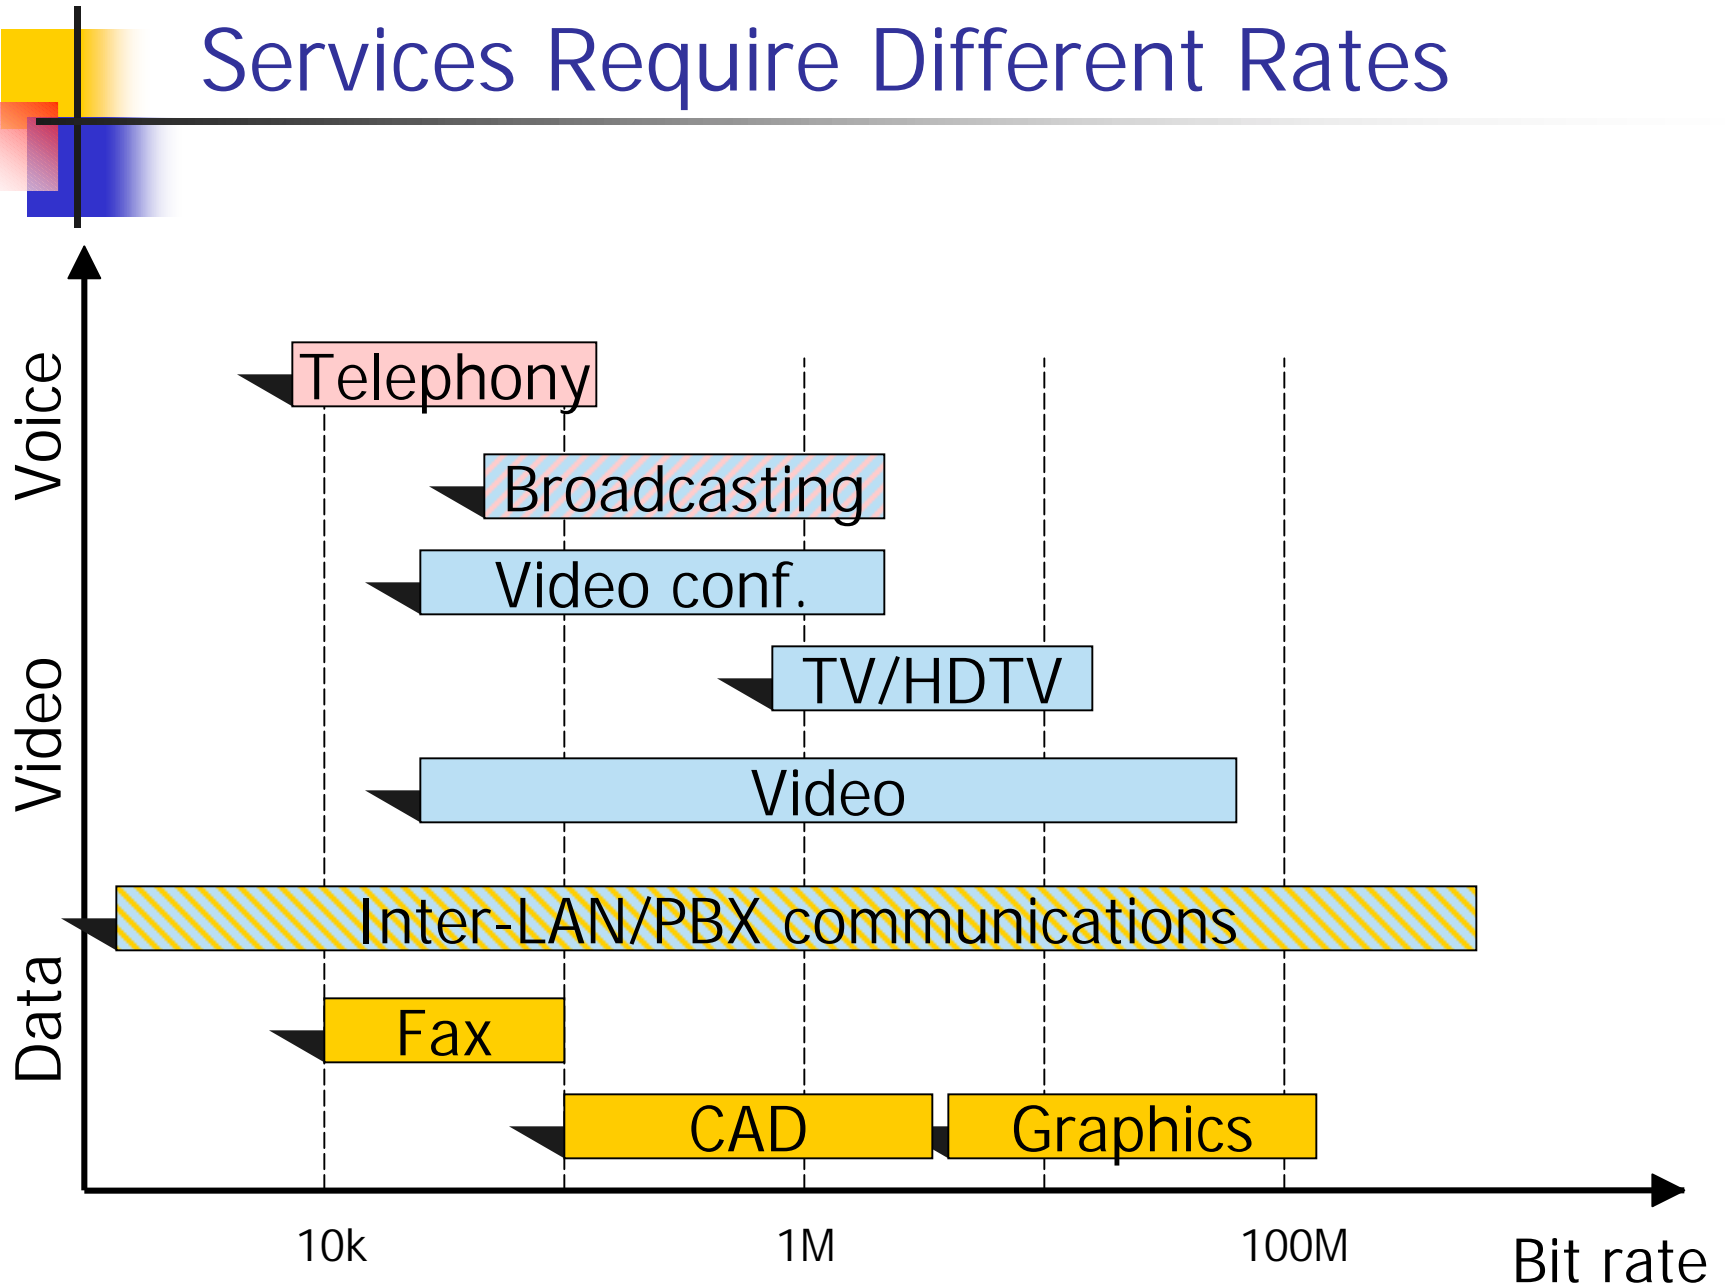 Services Require Different Rates
Voice
Telephony
Broadcasting
Video conf.
Video
TV/HDTV
Video
Inter-LAN/PBX communications
Data
Fax
CAD
Graphics
10k
1M
100M
Bit rate